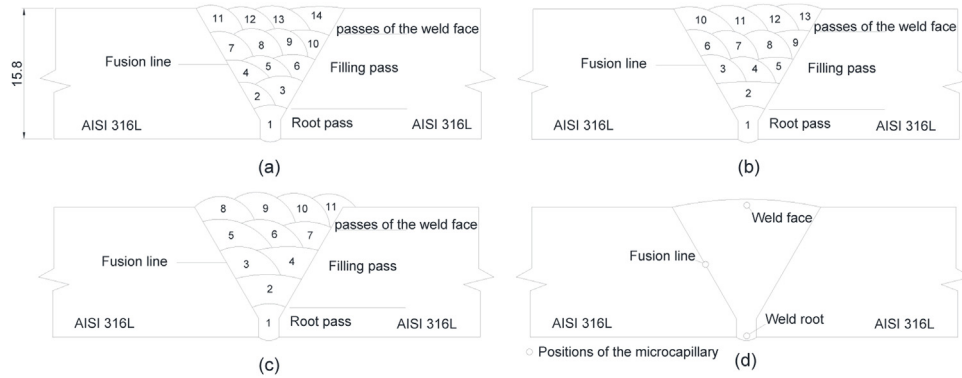 11 12 13 14
7 8 9 10
passes of the weld face
Fusion line
4 5 6
Filling pass
2 3
15.8
AISI 316L
1
Root pass
AISI 316L
(a)
10 11 12 13
6 7 8 9
passes of the weld face
Fusion line
3 4 5
Filling pass
2
AISI 316L
1
Root pass
AISI 316L
(b)
8 9 10 11
5 6 7
passes of the weld face
Fusion line
3 4
Filling pass
2
AISI 316L
1
Root pass
AISI 316L
(c)
Weld face
Fusion line
Weld root
AISI 316L
AISI 316L
Positions of the microcapillary
(d)